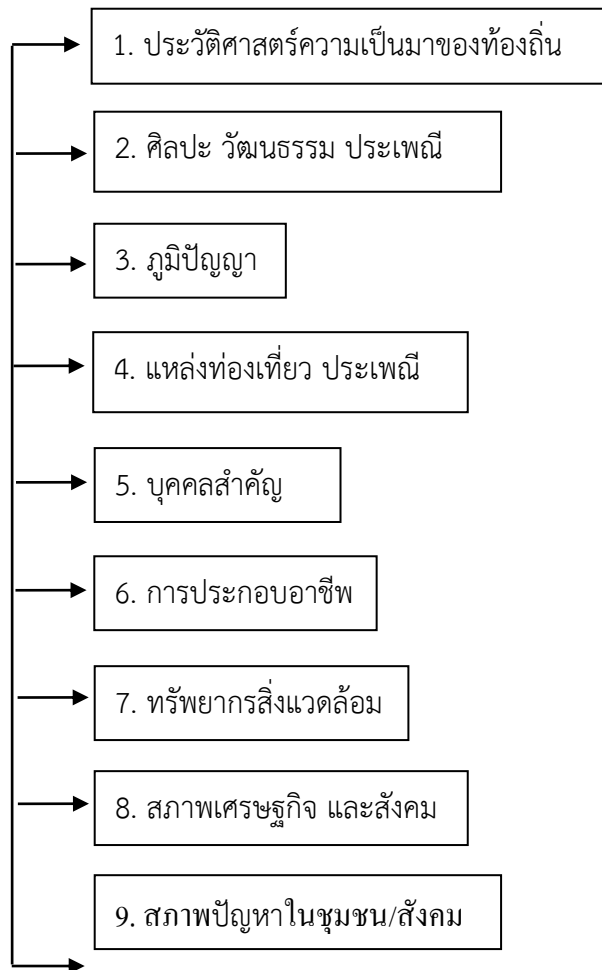 1. ประวัติศาสตร์ความเป็นมาของท้องถิ่น
2. ศิลปะ วัฒนธรรม ประเพณี
3. ภูมิปัญญา
4. แหล่งท่องเที่ยว ประเพณี
5. บุคคลสำคัญ
6. การประกอบอาชีพ
7. ทรัพยากรสิ่งแวดล้อม
8. สภาพเศรษฐกิจ และสังคม
9. สภาพปัญหาในชุมชน/สังคม